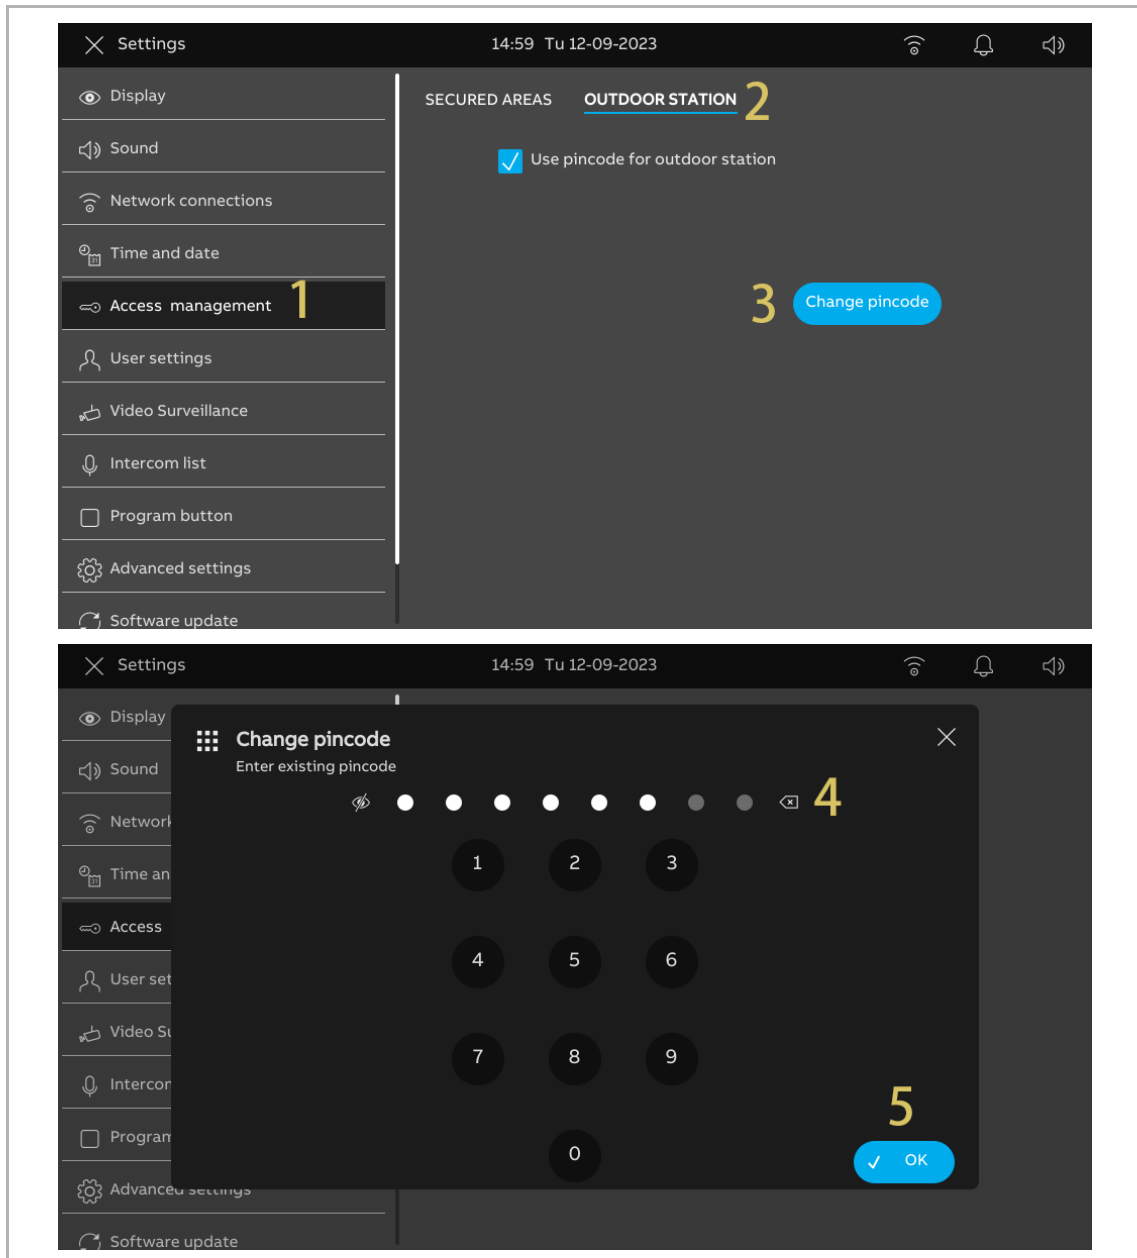 Settings 14:59 Tu 12-09-2023
Display
SECURED AREAS OUTDOOR STATION 2
Sound
Use pincode for outdoor station
Network connections
Time and date
Access management 1
3 Change pincode
User settings
Video Surveillance
Intercom list
Program button
Advanced settings
Software update
Settings 14:59 Tu 12-09-2023
Display
Change pincode
Enter existing pincode
Sound
4
Network
1 2 3
Time an
Access
4 5 6
User set
Video Su
7 8 9
Intercom
5
Program
0
OK
Advanced settings
Software update